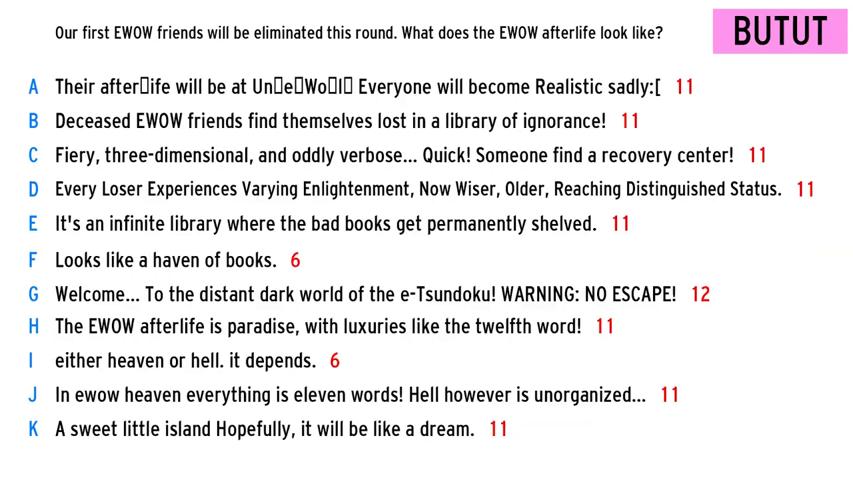 Our first EWOW friends will be eliminated this round. What does the EWOW afterlife look like?
BUTUT
A Their after▯ife will be at Un▯e▯Wo▯l▯ Everyone will become Realistic sadly:[ 11
B Deceased EWOW friends find themselves lost in a library of ignorance! 11
C Fiery, three-dimensional, and oddly verbose... Quick! Someone find a recovery center! 11
D Every Loser Experiences Varying Enlightenment, Now Wiser, Older, Reaching Distinguished Status. 11
E It's an infinite library where the bad books get permanently shelved. 11
F Looks like a haven of books. 6
G Welcome... To the distant dark world of the e-Tsundoku! WARNING: NO ESCAPE! 12
H The EWOW afterlife is paradise, with luxuries like the twelfth word! 11
I either heaven or hell. it depends. 6
J In ewow heaven everything is eleven words! Hell however is unorganized... 11
K A sweet little island Hopefully, it will be like a dream. 11